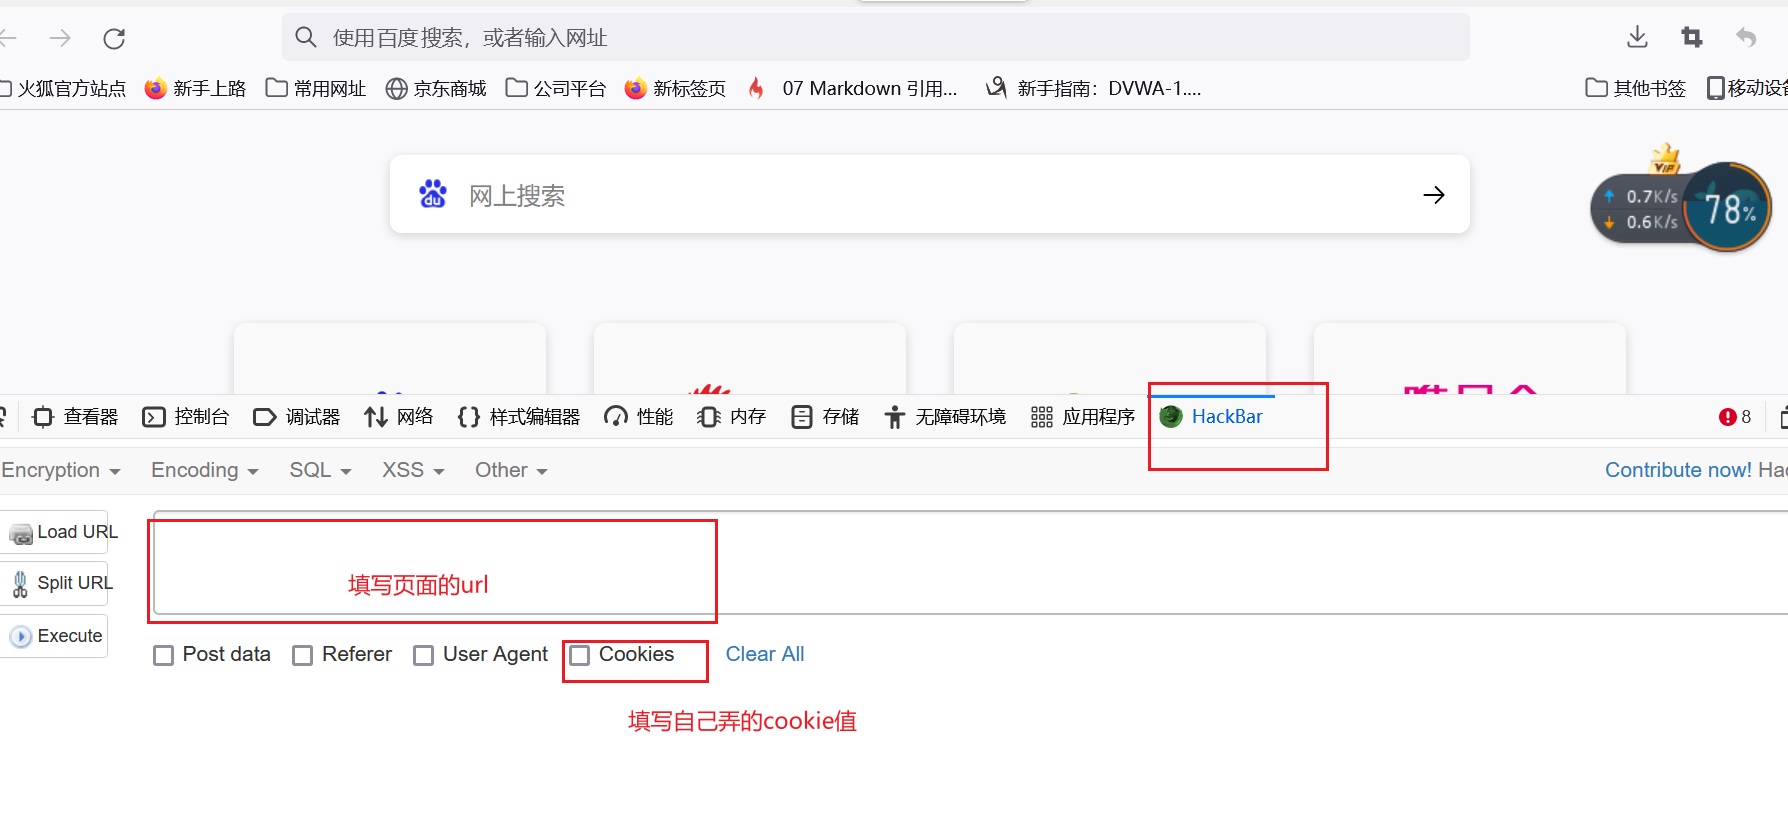 使用百度搜索，或者输入网址
火狐官方站点 新手上路 常用网址 京东商城 公司平台 新标签页 07 Markdown 引用... 新手指南：DVWA-1.... 其他书签 移动设备
网上搜索
VIP
0.7K/s
0.6K/s
78%
查看器 控制台 调试器 网络 样式编辑器 性能 内存 存储 无障碍环境 应用程序 HackBar 8
Encryption Encoding SQL XSS Other Contribute now! Hac
Load URL
Split URL
填写页面的url
Execute
Post data Referer User Agent Cookies Clear All
填写自己弄的cookie值